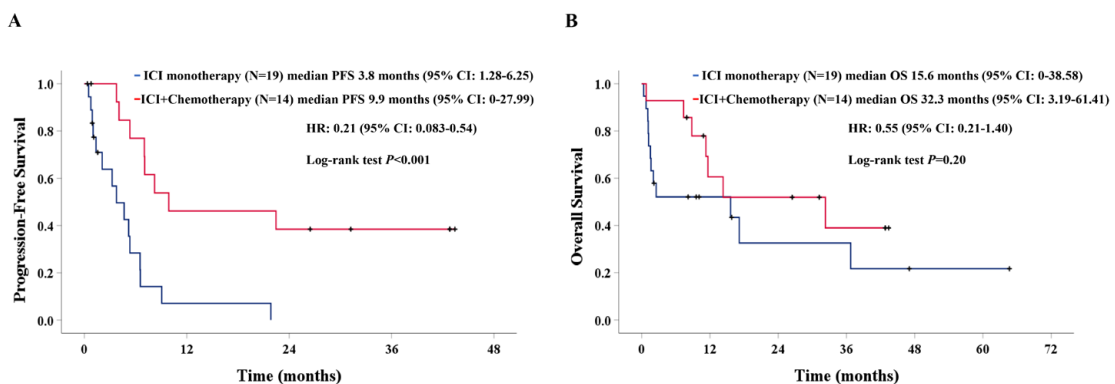 A
ICI monotherapy (N=19) median PFS 3.8 months (95% CI: 1.28-6.25)
ICI+Chemotherapy (N=14) median PFS 9.9 months (95% CI: 0-27.99)
HR: 0.21 (95% CI: 0.083-0.54)
Log-rank test P<0.001
Progression-Free Survival
1.0
0.8
0.6
0.4
0.2
0.0
0 12 24 36 48
Time (months)
B
ICI monotherapy (N=19) median OS 15.6 months (95% CI: 0-38.58)
ICI+Chemotherapy (N=14) median OS 32.3 months (95% CI: 3.19-61.41)
HR: 0.55 (95% CI: 0.21-1.40)
Log-rank test P=0.20
Overall Survival
1.0
0.8
0.6
0.4
0.2
0.0
0 12 24 36 48 60 72
Time (months)